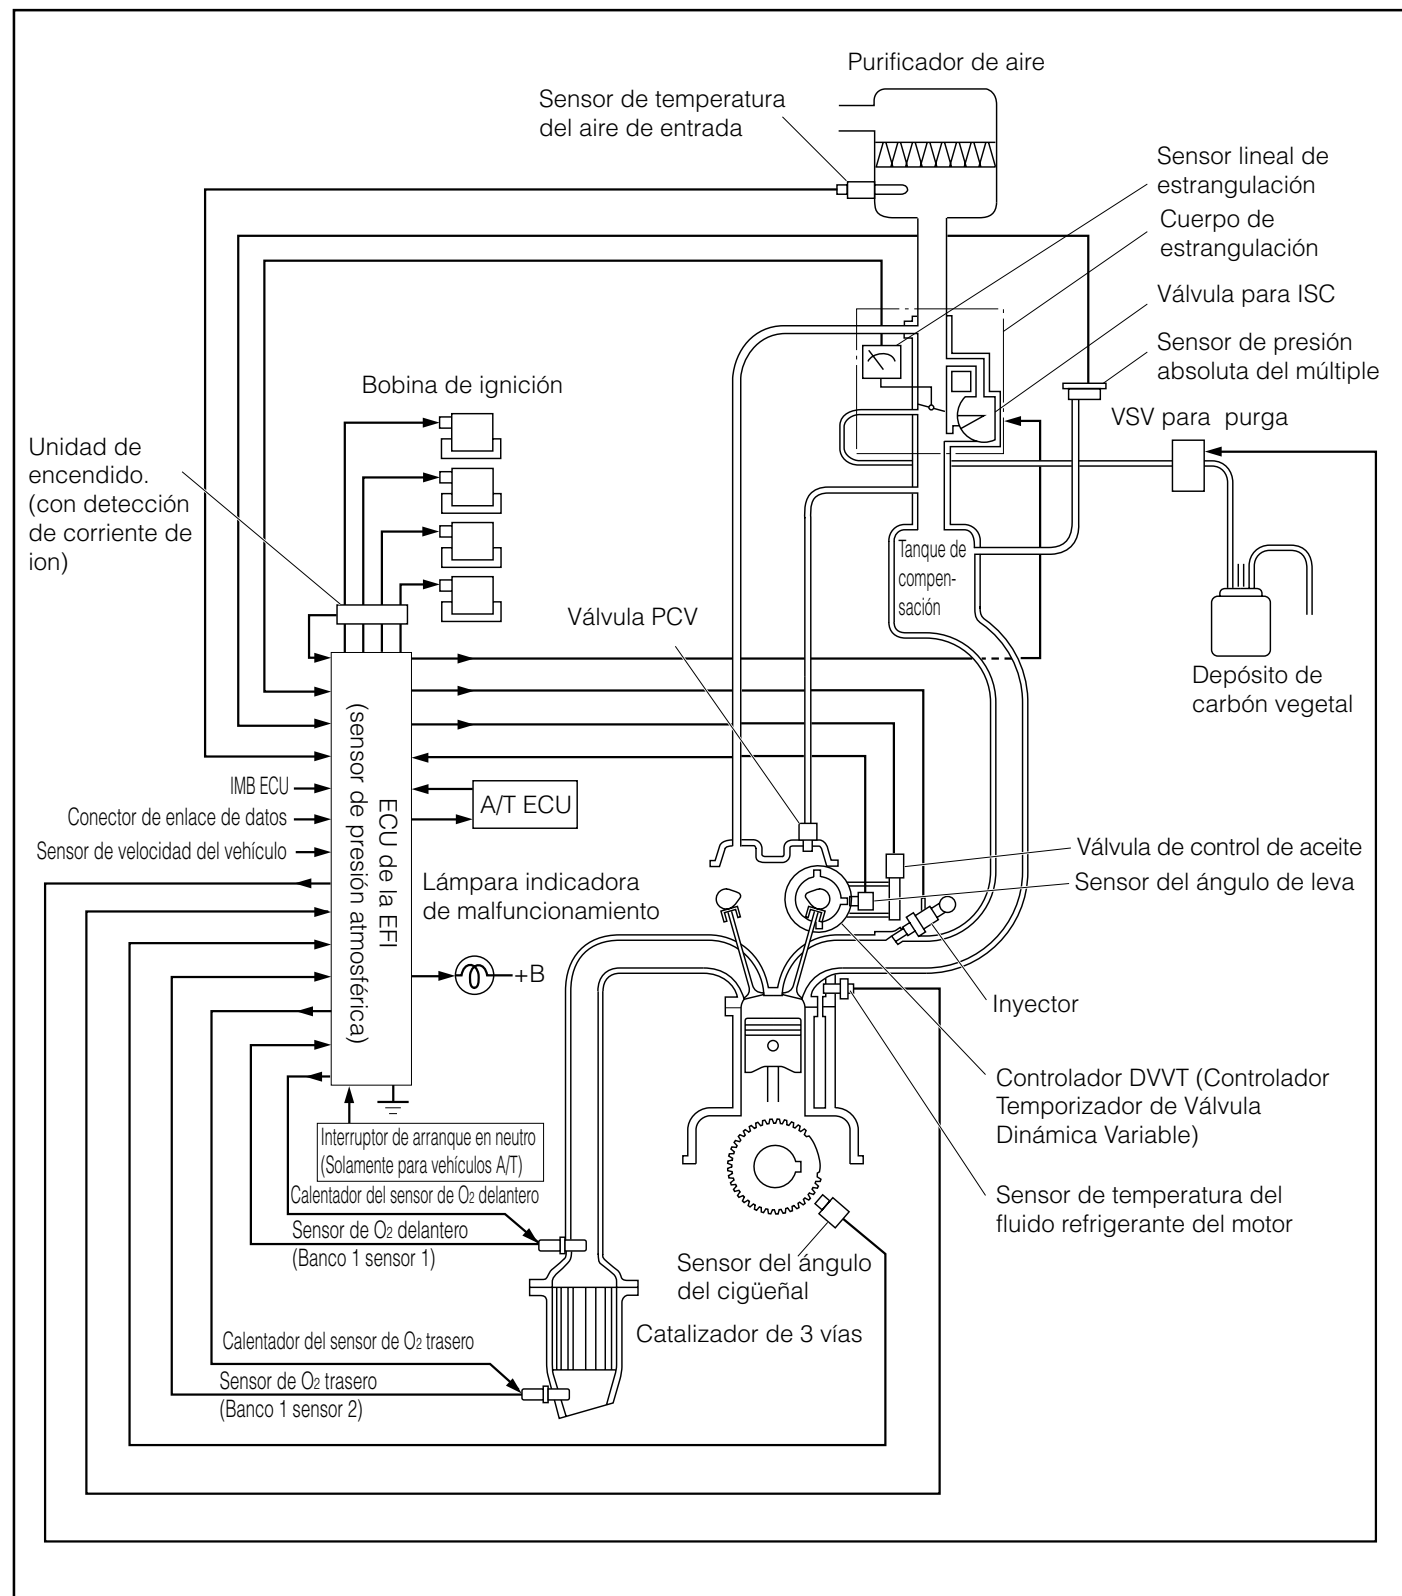 Purificador de aire
Sensor de temperatura
del aire de entrada
Sensor lineal de
estrangulación
Cuerpo de
estrangulación
Válvula para ISC
Sensor de presión
absoluta del múltiple
VSV para purga
Bobina de ignición
Unidad de
encendido.
(con detección
de corriente de
ion)
Tanque de
compen-
sación
Válvula PCV
Depósito de
carbón vegetal
IMB ECU
Conector de enlace de datos
Sensor de velocidad del vehículo
ECU de la EFI
(sensor de presión atmosférica)
A/T ECU
Lámpara indicadora
de malfuncionamiento
+B
Válvula de control de aceite
Sensor del ángulo de leva
Inyector
Controlador DVVT (Controlador
Temporizador de Válvula
Dinámica Variable)
Sensor de temperatura del
fluido refrigerante del motor
Interruptor de arranque en neutro
(Solamente para vehículos A/T)
Calentador del sensor de O2 delantero
Sensor de O2 delantero
(Banco 1 sensor 1)
Sensor del ángulo
del cigüeñal
Catalizador de 3 vías
Calentador del sensor de O2 trasero
Sensor de O2 trasero
(Banco 1 sensor 2)